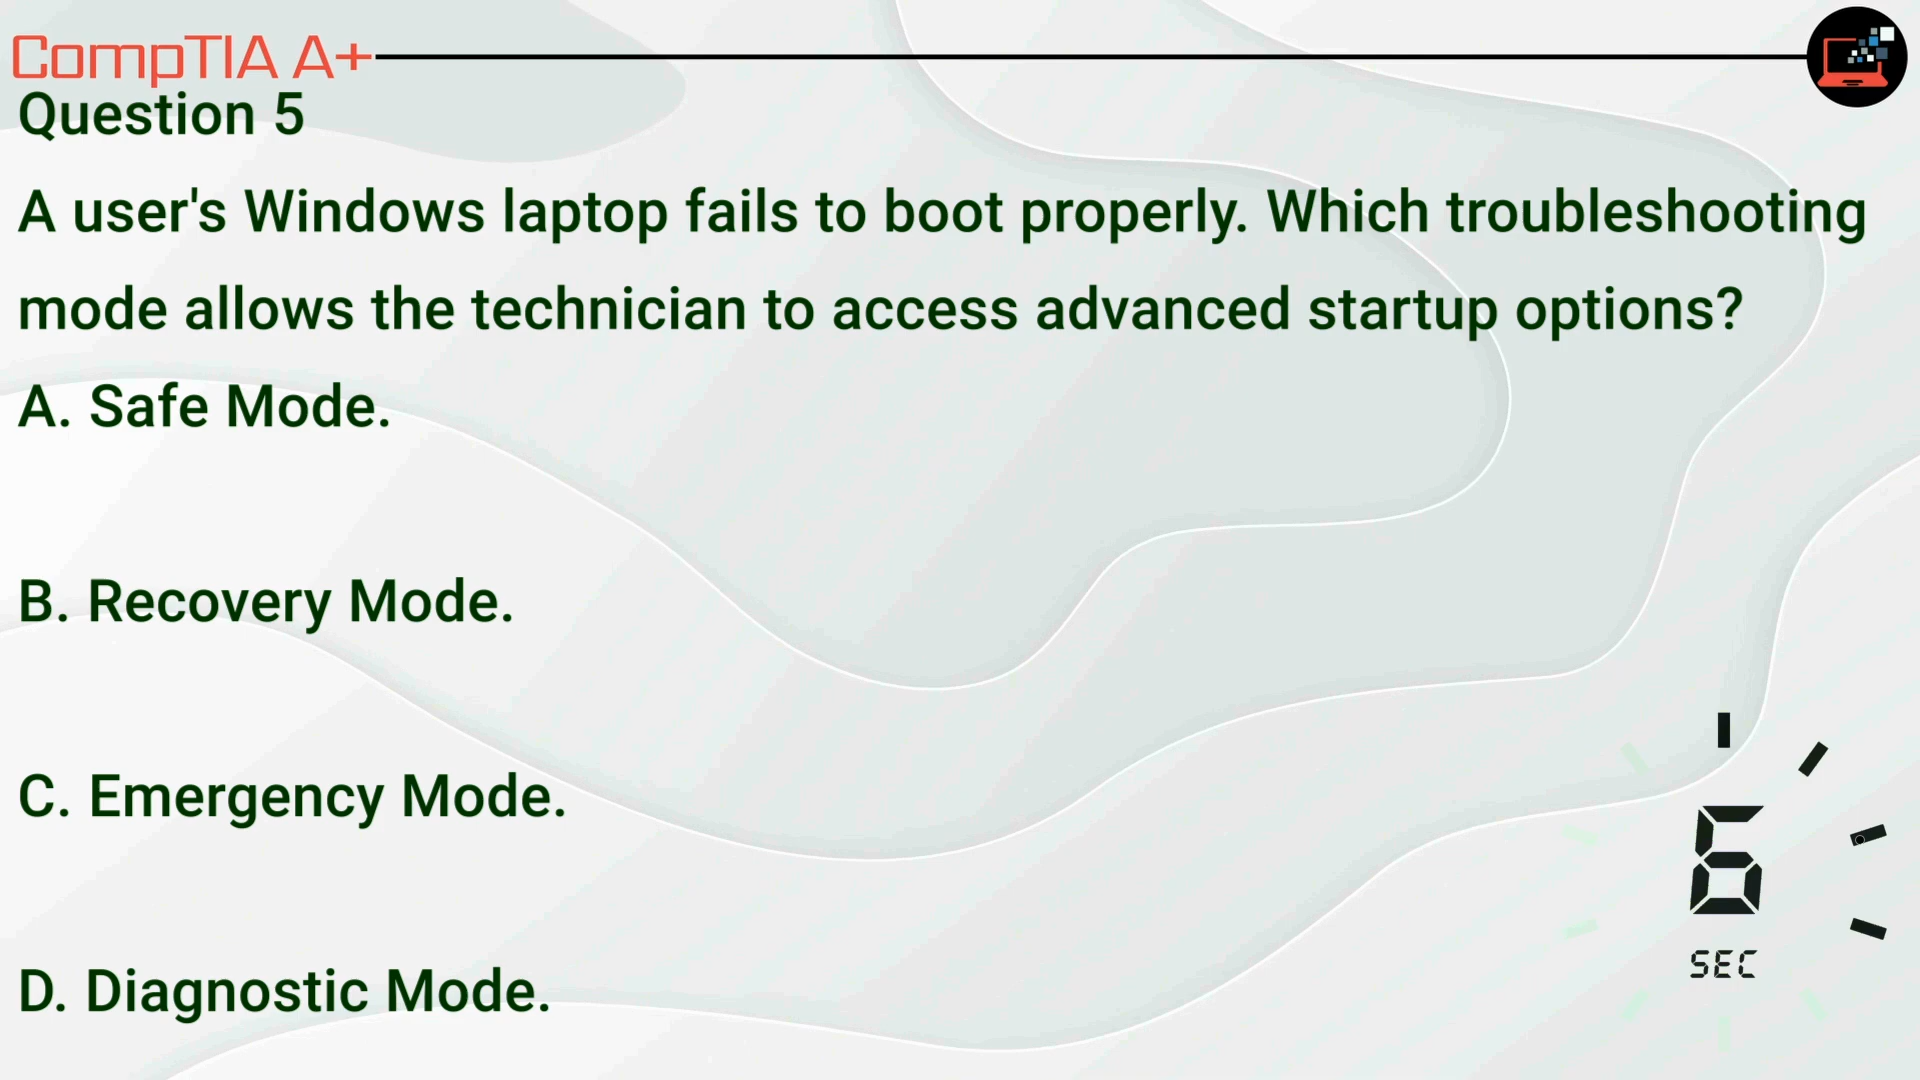 CompTIA A+
Question 5
A user's Windows laptop fails to boot properly. Which troubleshooting
mode allows the technician to access advanced startup options?
A. Safe Mode.
B. Recovery Mode.
C. Emergency Mode.
D. Diagnostic Mode.
6
SEC